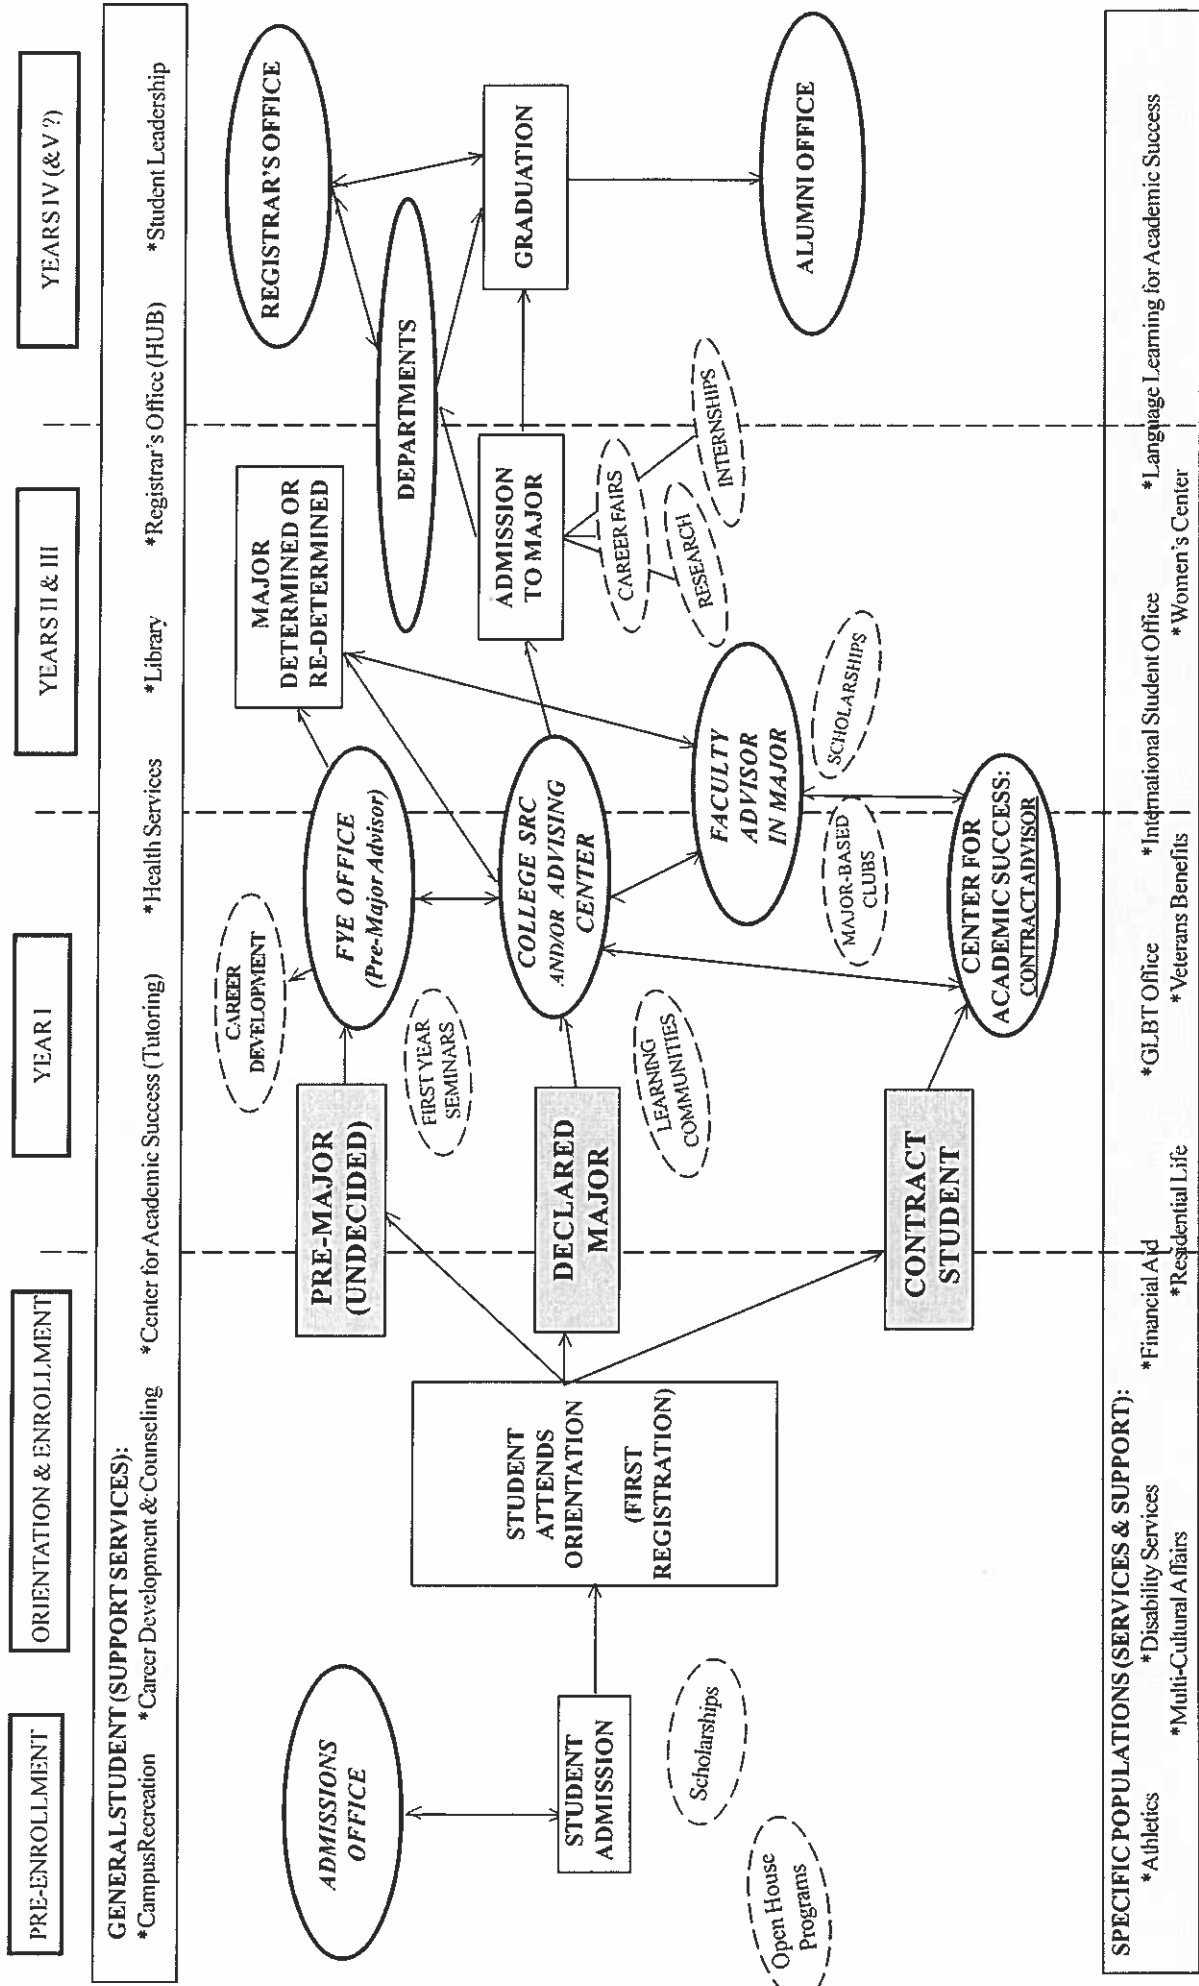 PRE-ENROLLMENT
ORIENTATION & ENROLLMENT
YEAR I
YEARS II & III
YEARS IV (&V ?)
GENERAL STUDENT (SUPPORT SERVICES):
*Campus Recreation *Career Development & Counseling *Center for Academic Success (Tutoring) *Health Services *Library *Registrar's Office (HUB) *Student Leadership
ADMISSIONS
OFFICE
STUDENT
ADMISSION
Scholarships
Open House
Programs
STUDENT
ATTENDS
ORIENTATION
(FIRST
REGISTRATION)
PRE-MAJOR
(UNDECIDED)
DECLARED
MAJOR
CONTRACT
STUDENT
CAREER
DEVELOPMENT
FIRST YEAR
SEMINARS
LEARNING
COMMUNITIES
FYE OFFICE
(Pre-Major Advisor)
COLLEGE SRC
AND/OR ADVISING
CENTER
FACULTY
ADVISOR
IN MAJOR
MAJOR-BASED
CLUBS
SCHOLARSHIPS
CENTER FOR
ACADEMIC SUCCESS:
CONTRACT ADVISOR
MAJOR
DETERMINED OR
RE-DETERMINED
DEPARTMENTS
ADMISSION
TO MAJOR
CAREER FAIRS
RESEARCH
INTERNSHIPS
REGISTRAR'S OFFICE
GRADUATION
ALUMNI OFFICE
SPECIFIC POPULATIONS (SERVICES & SUPPORT):
*Athletics *Disability Services *Financial Aid *GLBT Office *International Student Office *Language Learning for Academic Success
*Multi-Cultural Affairs *Residential Life *Veterans Benefits *Women's Center